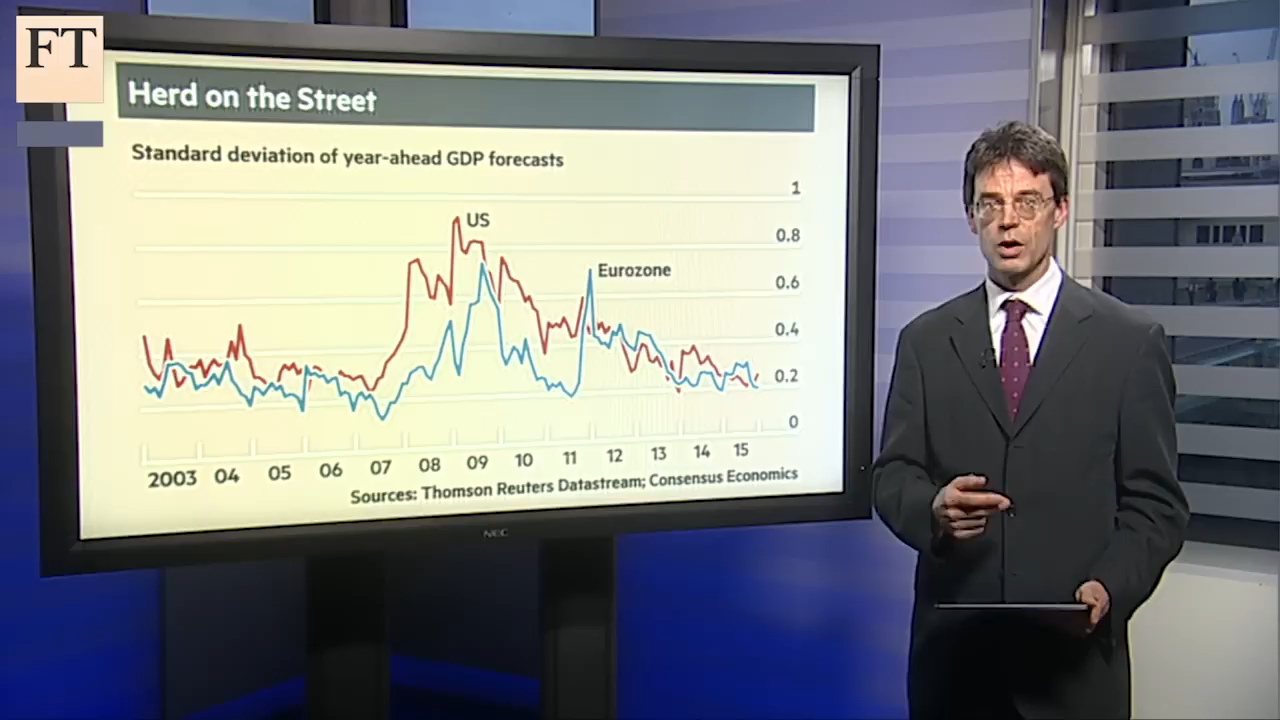 FT
Herd on the Street
Standard deviation of year-ahead GDP forecasts
1
0.8
0.6
0.4
0.2
0
US
Eurozone
2003 04 05 06 07 08 09 10 11 12 13 14 15
Sources: Thomson Reuters Datastream; Consensus Economics
NEC